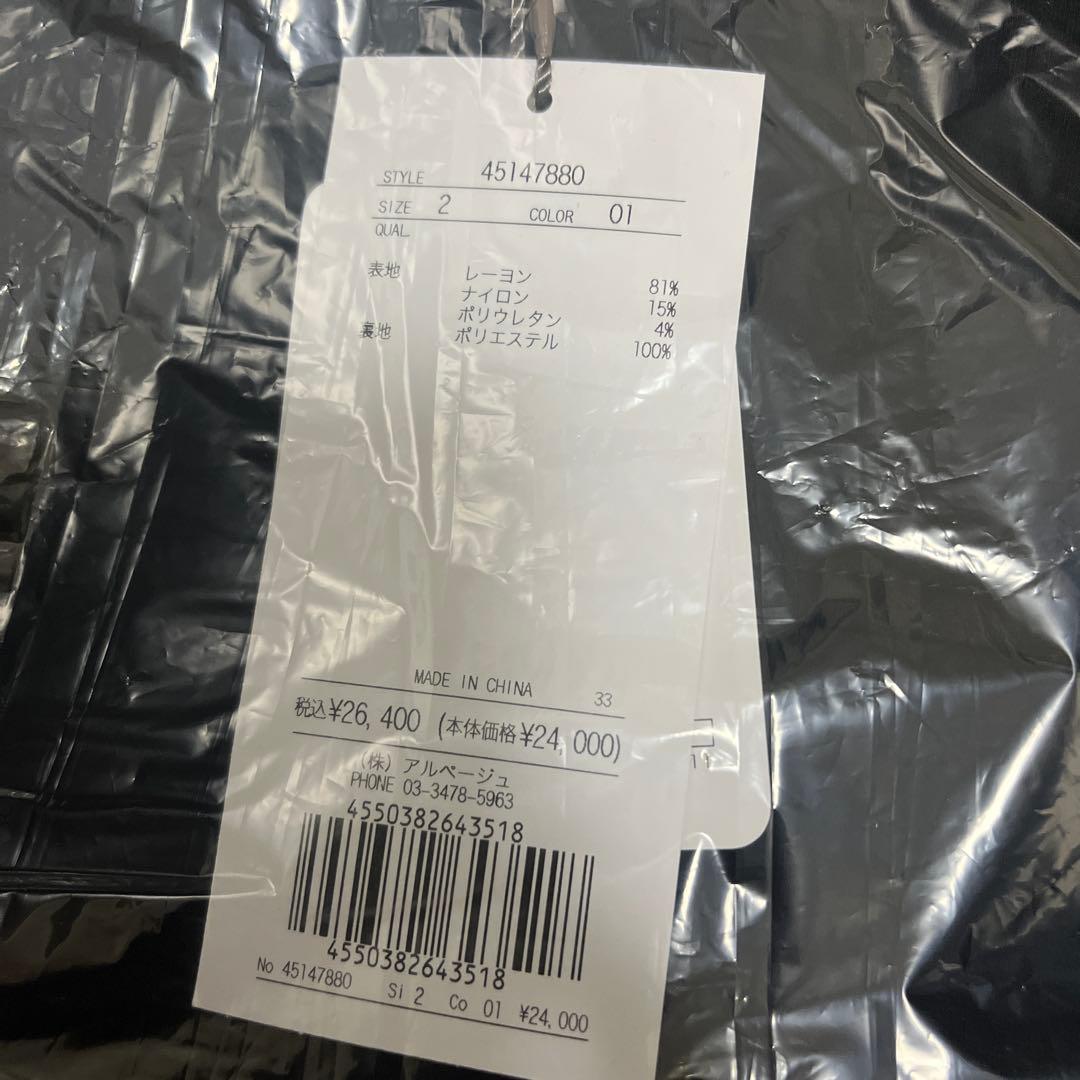 STYLE 45147880
SIZE 2 COLOR 01
QUAL.
表地 レーヨン 81%
ナイロン 15%
ポリウレタン 4%
裏地 ポリエステル 100%
MADE IN CHINA 33
税込¥26,400 (本体価格¥24,000)
(株) アルページュ
PHONE 03-3478-5963
4550382643518
4550382643518
No 45147880 Si 2 Co 01 ¥24,000